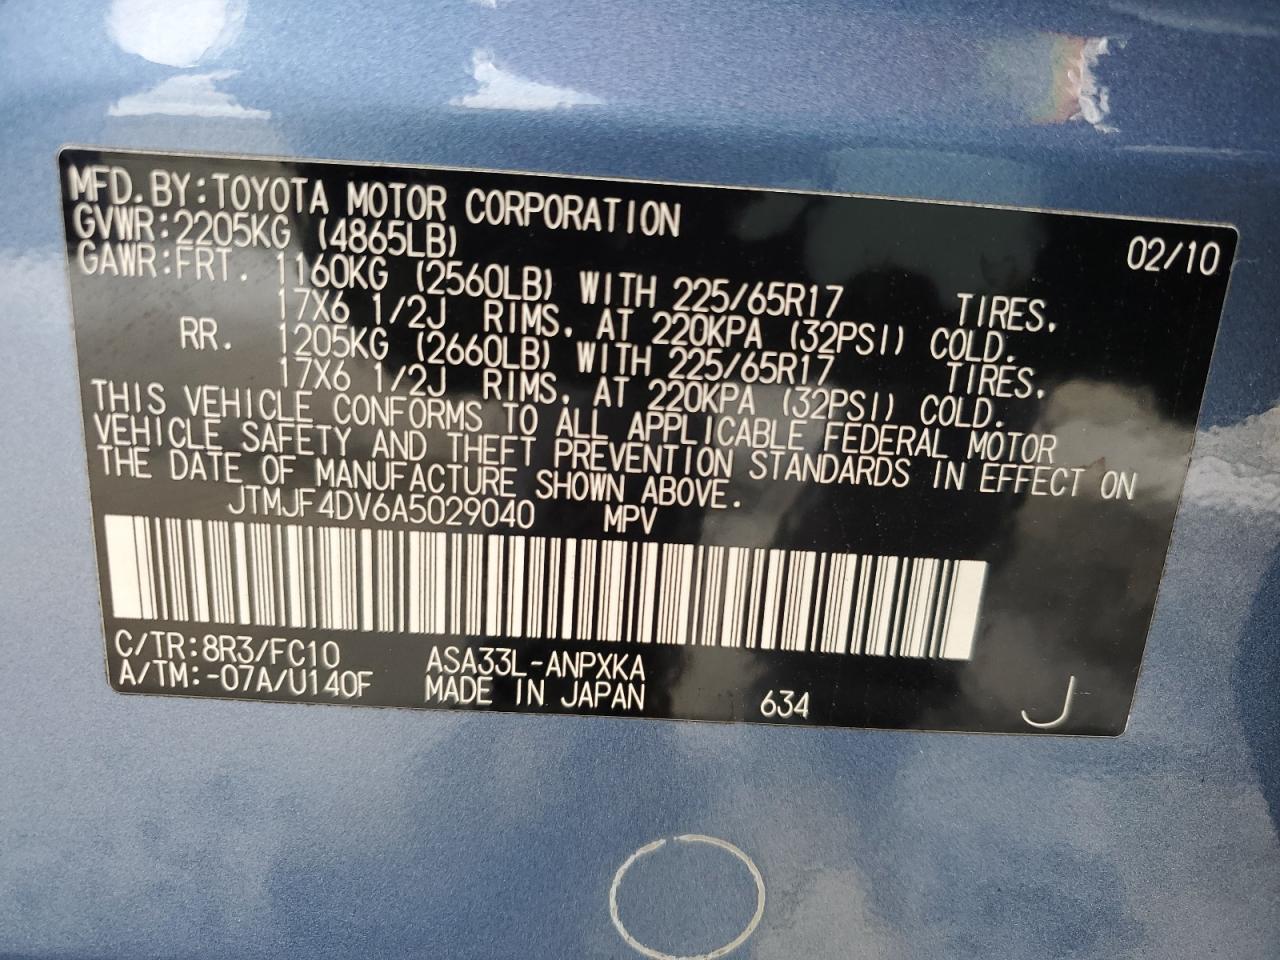 MFD. BY: TOYOTA MOTOR CORPORATION 02/10
GVWR: 2205KG (4865LB)
GAWR: FRT. 1160KG (2560LB) WITH 225/65R17 TIRES,
17X6 1/2J RIMS, AT 220KPA (32PSI) COLD.
RR. 1205KG (2660LB) WITH 225/65R17 TIRES,
17X6 1/2J RIMS, AT 220KPA (32PSI) COLD.
THIS VEHICLE CONFORMS TO ALL APPLICABLE FEDERAL MOTOR
VEHICLE SAFETY AND THEFT PREVENTION STANDARDS IN EFFECT ON
THE DATE OF MANUFACTURE SHOWN ABOVE.
JTMJF4DV6A5029040 MPV
C/TR: 8R3/FC10 ASA33L-ANPXKA
A/TM: -07A/U140F MADE IN JAPAN 634 J